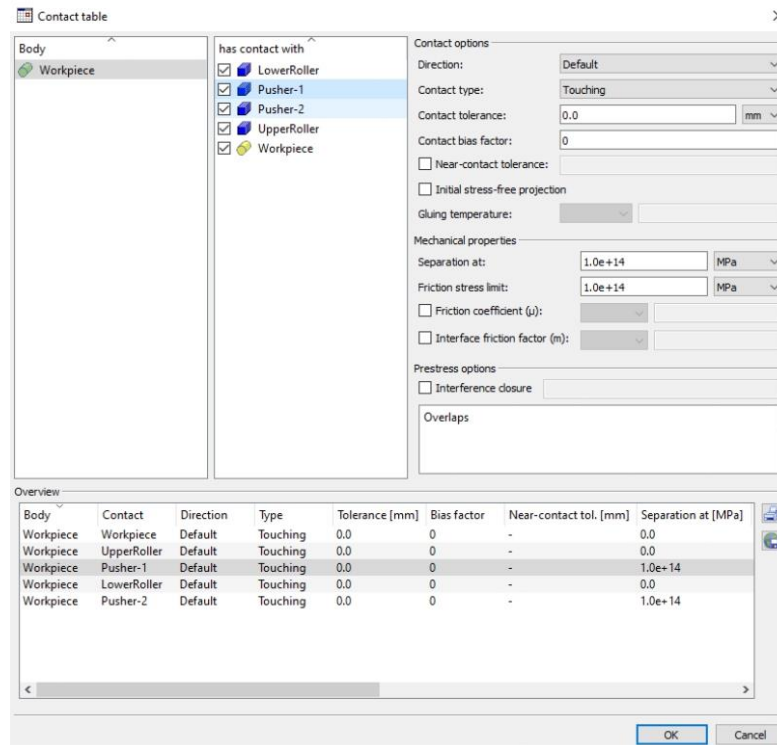 Contact table
Body
Workpiece
has contact with
LowerRoller
Pusher-1
Pusher-2
UpperRoller
Workpiece
Contact options
Direction: Default
Contact type: Touching
Contact tolerance: 0.0 mm
Contact bias factor: 0
Near-contact tolerance:
Initial stress-free projection
Gluing temperature:
Mechanical properties
Separation at: 1.0e+14 MPa
Friction stress limit: 1.0e+14 MPa
Friction coefficient (μ):
Interface friction factor (m):
Prestress options
Interference closure
Overlaps
Overview
Body Contact Direction Type Tolerance [mm] Bias factor Near-contact tol. [mm] Separation at [MPa]
Workpiece Workpiece Default Touching 0.0 0 - 0.0
Workpiece UpperRoller Default Touching 0.0 0 - 0.0
Workpiece Pusher-1 Default Touching 0.0 0 - 1.0e+14
Workpiece LowerRoller Default Touching 0.0 0 - 0.0
Workpiece Pusher-2 Default Touching 0.0 0 - 1.0e+14
OK Cancel